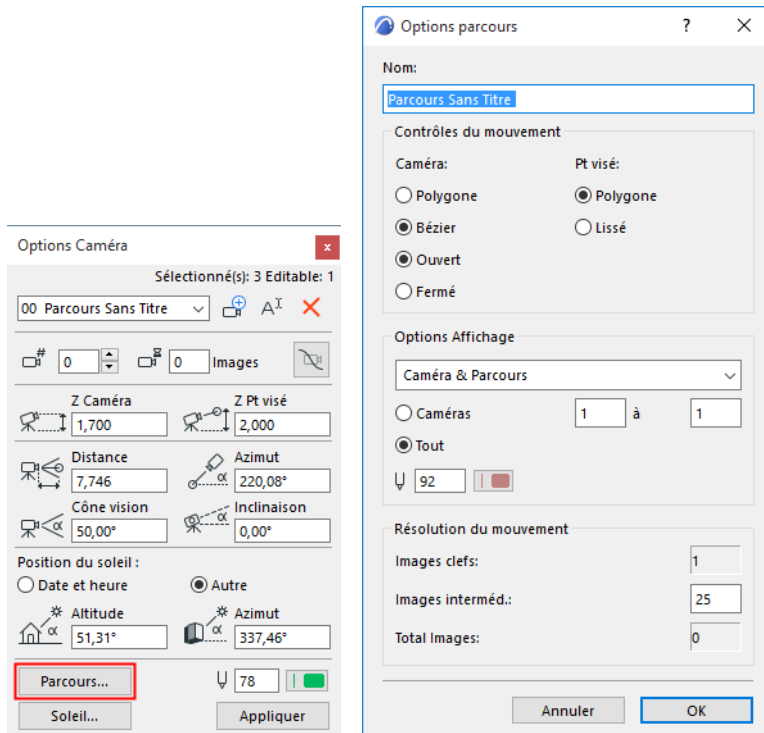 Options Caméra
x
Sélectionné(s): 3 Editable: 1
00 Parcours Sans Titre
0 0 Images
Z Caméra Z Pt visé
1,700 2,000
Distance Azimut
7,746 220,08°
Cône vision Inclinaison
50,00° 0,00°
Position du soleil :
Date et heure Autre
Altitude Azimut
51,31° 337,46°
Parcours... 78
Soleil... Appliquer
Options parcours ?
Nom:
Parcours Sans Titre
Contrôles du mouvement
Caméra: Pt visé:
Polygone Polygone
Bézier Lissé
Ouvert
Fermé
Options Affichage
Caméra & Parcours
Caméras 1 à 1
Tout
92
Résolution du mouvement
Images clefs: 1
Images interméd.: 25
Total Images: 0
Annuler OK